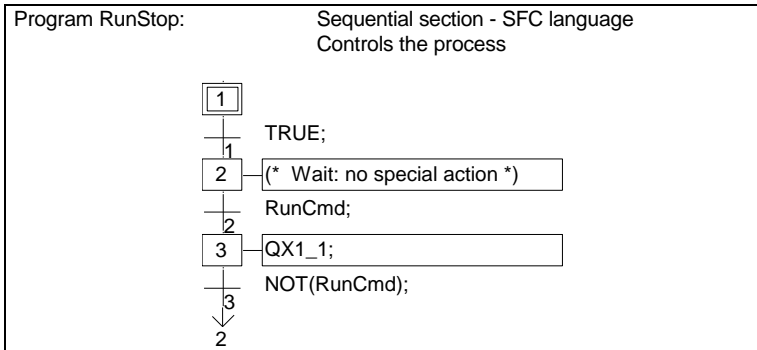 Program RunStop: Sequential section - SFC language
Controls the process
1
TRUE;
1
2 (* Wait: no special action *)
RunCmd;
2
3 QX1_1;
NOT(RunCmd);
3
2